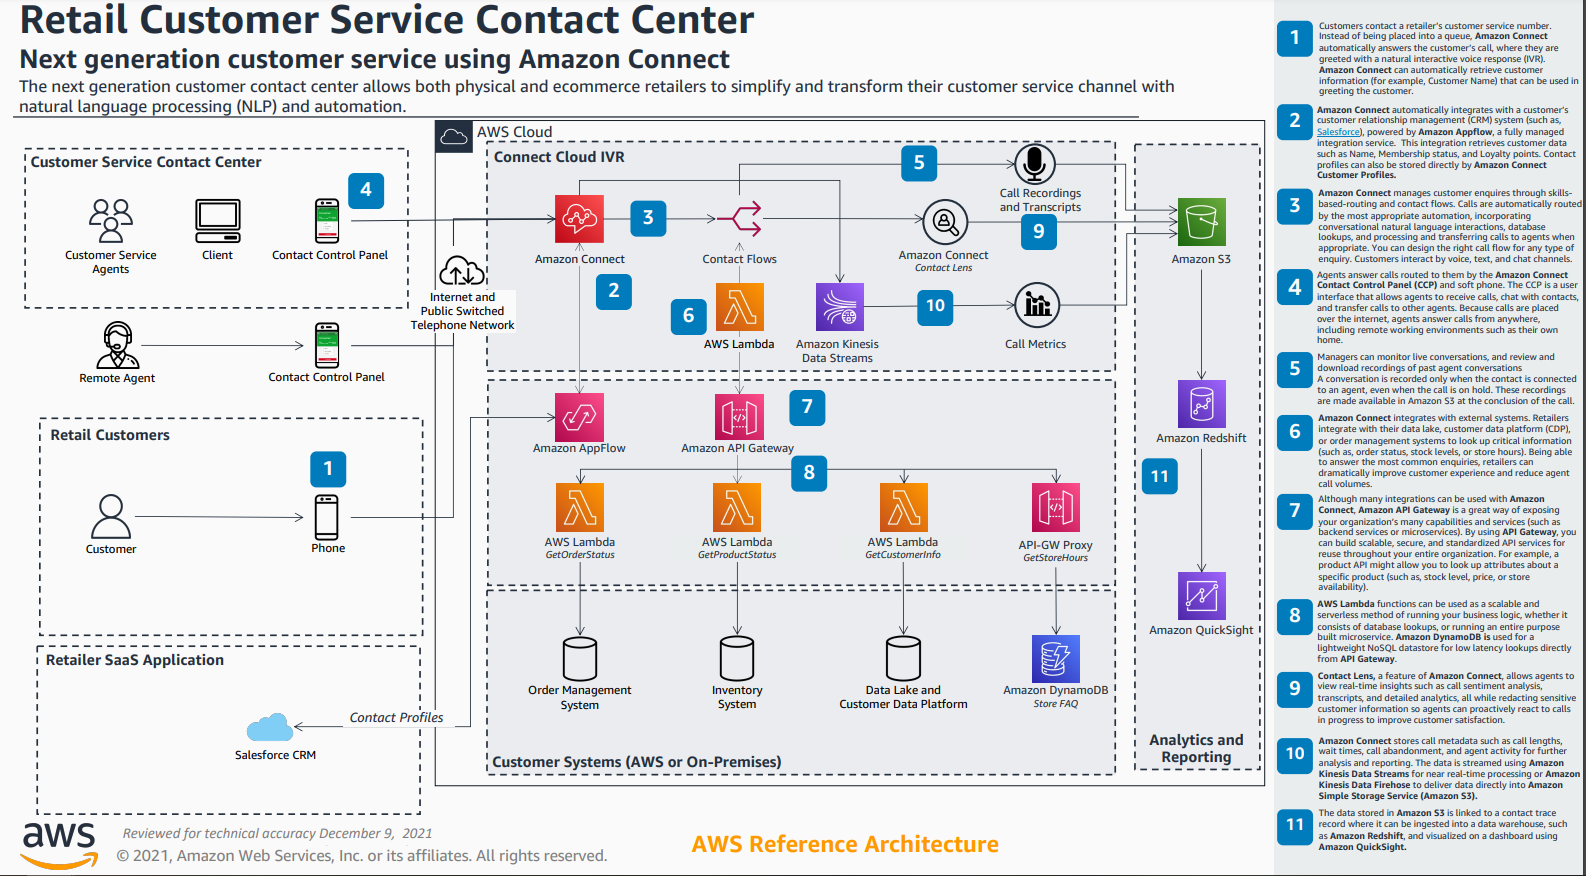 Retail Customer Service Contact Center
Next generation customer service using Amazon Connect
The next generation customer contact center allows both physical and ecommerce retailers to simplify and transform their customer service channel with
natural language processing (NLP) and automation.
Customer Service Contact Center
4
Customer Service
Agents
Client
Contact Control Panel
Remote Agent
Contact Control Panel
Internet and
Public Switched
Telephone Network
Retail Customers
1
Customer
Phone
Retailer SaaS Application
Contact Profiles
Salesforce CRM
AWS Cloud
Connect Cloud IVR
5
Call Recordings
and Transcripts
3
Amazon Connect
Contact Flows
Amazon Connect
Contact Lens
9
2
6
AWS Lambda
Amazon Kinesis
Data Streams
10
Call Metrics
Amazon AppFlow
Amazon API Gateway
7
8
AWS Lambda
GetOrderStatus
AWS Lambda
GetProductStatus
AWS Lambda
GetCustomerInfo
API-GW Proxy
GetStoreHours
Order Management
System
Inventory
System
Data Lake and
Customer Data Platform
Amazon DynamoDB
Store FAQ
Customer Systems (AWS or On-Premises)
Amazon S3
Amazon Redshift
11
Amazon QuickSight
Analytics and
Reporting
aws
Reviewed for technical accuracy December 9, 2021
© 2021, Amazon Web Services, Inc. or its affiliates. All rights reserved.
AWS Reference Architecture
1
Customers contact a retailer's customer service number.
Instead of being placed into a queue, Amazon Connect
automatically answers the customer's call, where they are
greeted with a natural interactive voice response (IVR).
Amazon Connect can automatically retrieve customer
information (for example, Customer Name) that can be used in
greeting the customer.
2
Amazon Connect automatically integrates with a customer's
customer relationship management (CRM) system (such as,
Salesforce), powered by Amazon Appflow, a fully managed
integration service. This integration retrieves customer data
such as Name, Membership status, and Loyalty points. Contact
profiles can also be stored directly by Amazon Connect
Customer Profiles.
3
Amazon Connect manages customer enquires through skills-
based-routing and contact flows. Calls are automatically routed
by the most appropriate automation, incorporating
conversational natural language interactions, database
lookups, and processing and transferring calls to agents when
appropriate. You can design the right call flow for any type of
enquiry. Customers interact by voice, text, and chat channels.
4
Agents answer calls routed to them by the Amazon Connect
Contact Control Panel (CCP) and soft phone. The CCP is a user
interface that allows agents to receive calls, chat with contacts,
and transfer calls to other agents. Because calls are placed
over the internet, agents answer calls from anywhere,
including remote working environments such as their own
home.
5
Managers can monitor live conversations, and review and
download recordings of past agent conversations
A conversation is recorded only when the contact is connected
to an agent, even when the call is on hold. These recordings
are made available in Amazon S3 at the conclusion of the call.
6
Amazon Connect integrates with external systems. Retailers
integrate with their data lake, customer data platform (CDP),
or order management systems to look up critical information
(such as, order status, stock levels, or store hours). Being able
to answer the most common enquiries, retailers can
dramatically improve customer experience and reduce agent
call volumes.
7
Although many integrations can be used with Amazon
Connect, Amazon API Gateway is a great way of exposing
your organization's many capabilities and services (such as
backend services or microservices). By using API Gateway, you
can build scalable, secure, and standardized API services for
reuse throughout your entire organization. For example, a
product API might allow you to look up attributes about a
specific product (such as, stock level, price, or store
availability).
8
AWS Lambda functions can be used as a scalable and
serverless method of running your business logic, whether it
consists of database lookups, or running an entire purpose
built microservice. Amazon DynamoDB is used for a
lightweight NoSQL datastore for low latency lookups directly
from API Gateway.
9
Contact Lens, a feature of Amazon Connect, allows agents to
view real-time insights such as call sentiment analysis,
transcripts, and detailed analytics, all while redacting sensitive
customer information so agents can proactively react to calls
in progress to improve customer satisfaction.
10
Amazon Connect stores call metadata such as call lengths,
wait times, call abandonment, and agent activity for further
analysis and reporting. The data is streamed using Amazon
Kinesis Data Streams for near real-time processing or Amazon
Kinesis Data Firehose to deliver data directly into Amazon
Simple Storage Service (Amazon S3).
11
The data stored in Amazon S3 is linked to a contact trace
record where it can be ingested into a data warehouse, such
as Amazon Redshift, and visualized on a dashboard using
Amazon QuickSight.